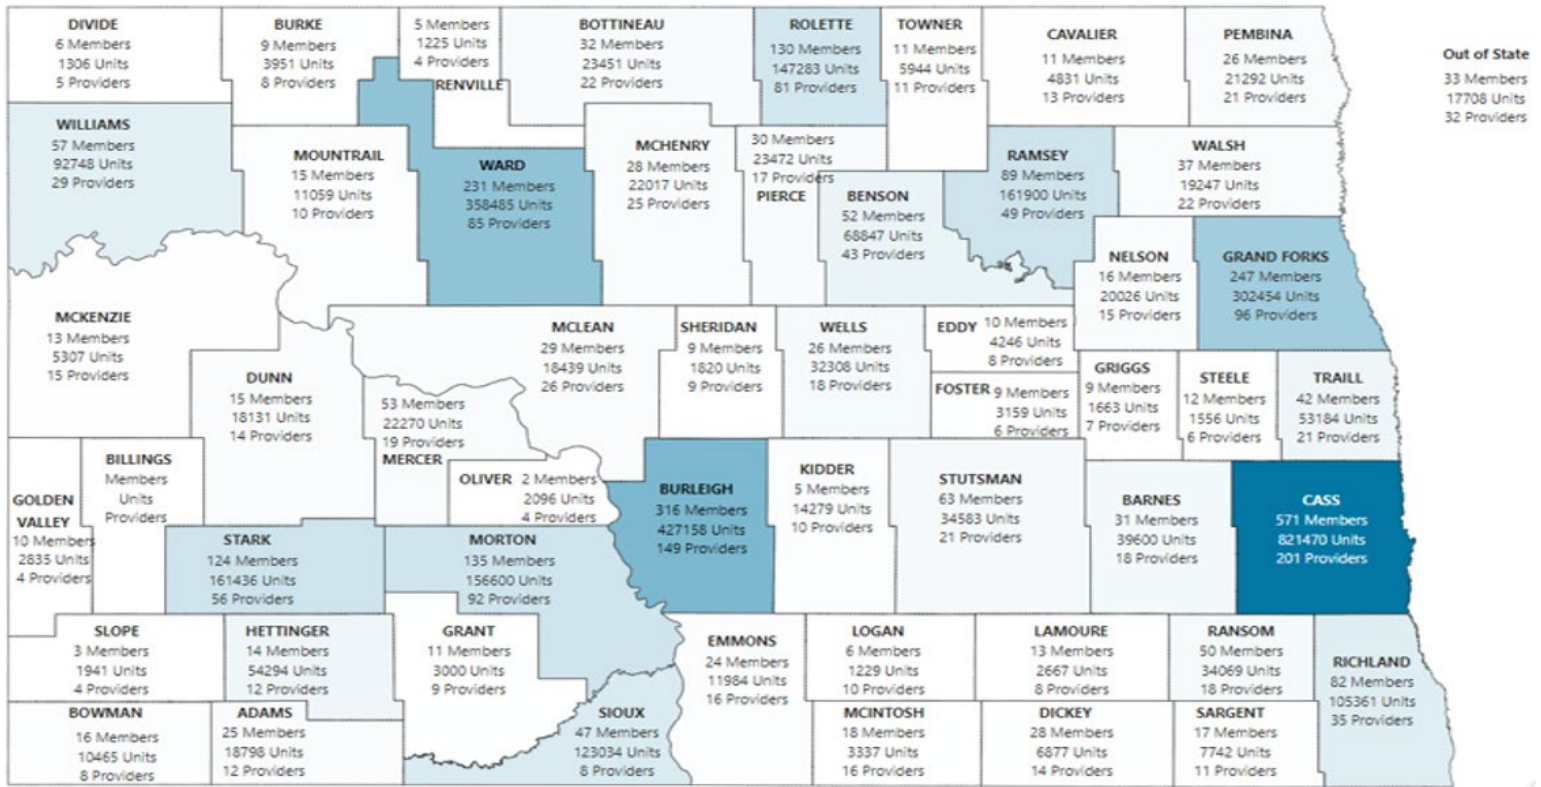 DIVIDE
6 Members
1306 Units
5 Providers
BURKE
9 Members
3951 Units
8 Providers
5 Members
1225 Units
4 Providers
RENVILLE
BOTTINEAU
32 Members
23451 Units
22 Providers
ROLETTE
130 Members
147283 Units
81 Providers
TOWNER
11 Members
5944 Units
11 Providers
CAVALIER
11 Members
4831 Units
13 Providers
PEMBINA
26 Members
21292 Units
21 Providers
Out of State
33 Members
17708 Units
32 Providers
WILLIAMS
57 Members
92748 Units
29 Providers
MOUNTRAIL
15 Members
11059 Units
10 Providers
WARD
231 Members
358485 Units
85 Providers
MCHENRY
28 Members
22017 Units
25 Providers
30 Members
23472 Units
17 Providers
PIERCE
BENSON
52 Members
68847 Units
43 Providers
RAMSEY
89 Members
161900 Units
49 Providers
WALSH
37 Members
19247 Units
22 Providers
NELSON
16 Members
20026 Units
15 Providers
GRAND FORKS
247 Members
302454 Units
96 Providers
MCKENZIE
13 Members
5307 Units
15 Providers
DUNN
15 Members
18131 Units
14 Providers
MCLEAN
29 Members
18439 Units
26 Providers
SHERIDAN
9 Members
1820 Units
9 Providers
WELLS
26 Members
32308 Units
18 Providers
EDDY 10 Members
4246 Units
8 Providers
FOSTER 9 Members
3159 Units
6 Providers
GRIGGS
9 Members
1663 Units
7 Providers
STEELE
12 Members
1556 Units
6 Providers
TRAILL
42 Members
53184 Units
21 Providers
53 Members
22270 Units
19 Providers
MERCER
OLIVER 2 Members
2096 Units
4 Providers
GOLDEN
VALLEY
10 Members
2835 Units
4 Providers
BILLINGS
Members
Units
Providers
STARK
124 Members
161436 Units
56 Providers
MORTON
135 Members
156600 Units
92 Providers
BURLEIGH
316 Members
427158 Units
149 Providers
KIDDER
5 Members
14279 Units
10 Providers
STUTSMAN
63 Members
34583 Units
21 Providers
BARNES
31 Members
39600 Units
18 Providers
CASS
571 Members
821470 Units
201 Providers
SLOPE
3 Members
1941 Units
4 Providers
HETTINGER
14 Members
54294 Units
12 Providers
GRANT
11 Members
3000 Units
9 Providers
EMMONS
24 Members
11984 Units
16 Providers
LOGAN
6 Members
1229 Units
10 Providers
LAMOURE
13 Members
2667 Units
8 Providers
RANSOM
50 Members
34069 Units
18 Providers
RICHLAND
82 Members
105361 Units
35 Providers
BOWMAN
16 Members
10465 Units
8 Providers
ADAMS
25 Members
18798 Units
12 Providers
SIOUX
47 Members
123034 Units
8 Providers
MCINTOSH
18 Members
3337 Units
16 Providers
DICKEY
28 Members
6877 Units
14 Providers
SARGENT
17 Members
7742 Units
11 Providers